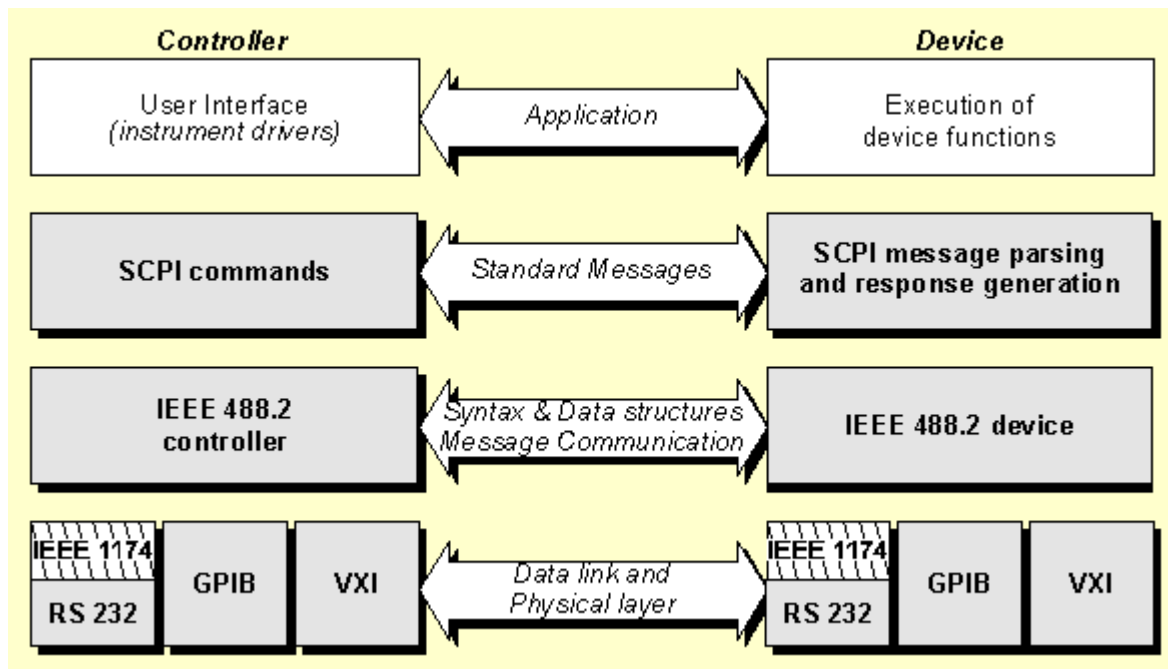 Controller
Device
User Interface
(instrument drivers)
Application
Execution of
device functions
SCPI commands
Standard Messages
SCPI message parsing
and response generation
IEEE 488.2
controller
Syntax & Data structures
Message Communication
IEEE 488.2 device
IEEE 1174
RS 232
GPIB
VXI
Data link and
Physical layer
IEEE 1174
RS 232
GPIB
VXI